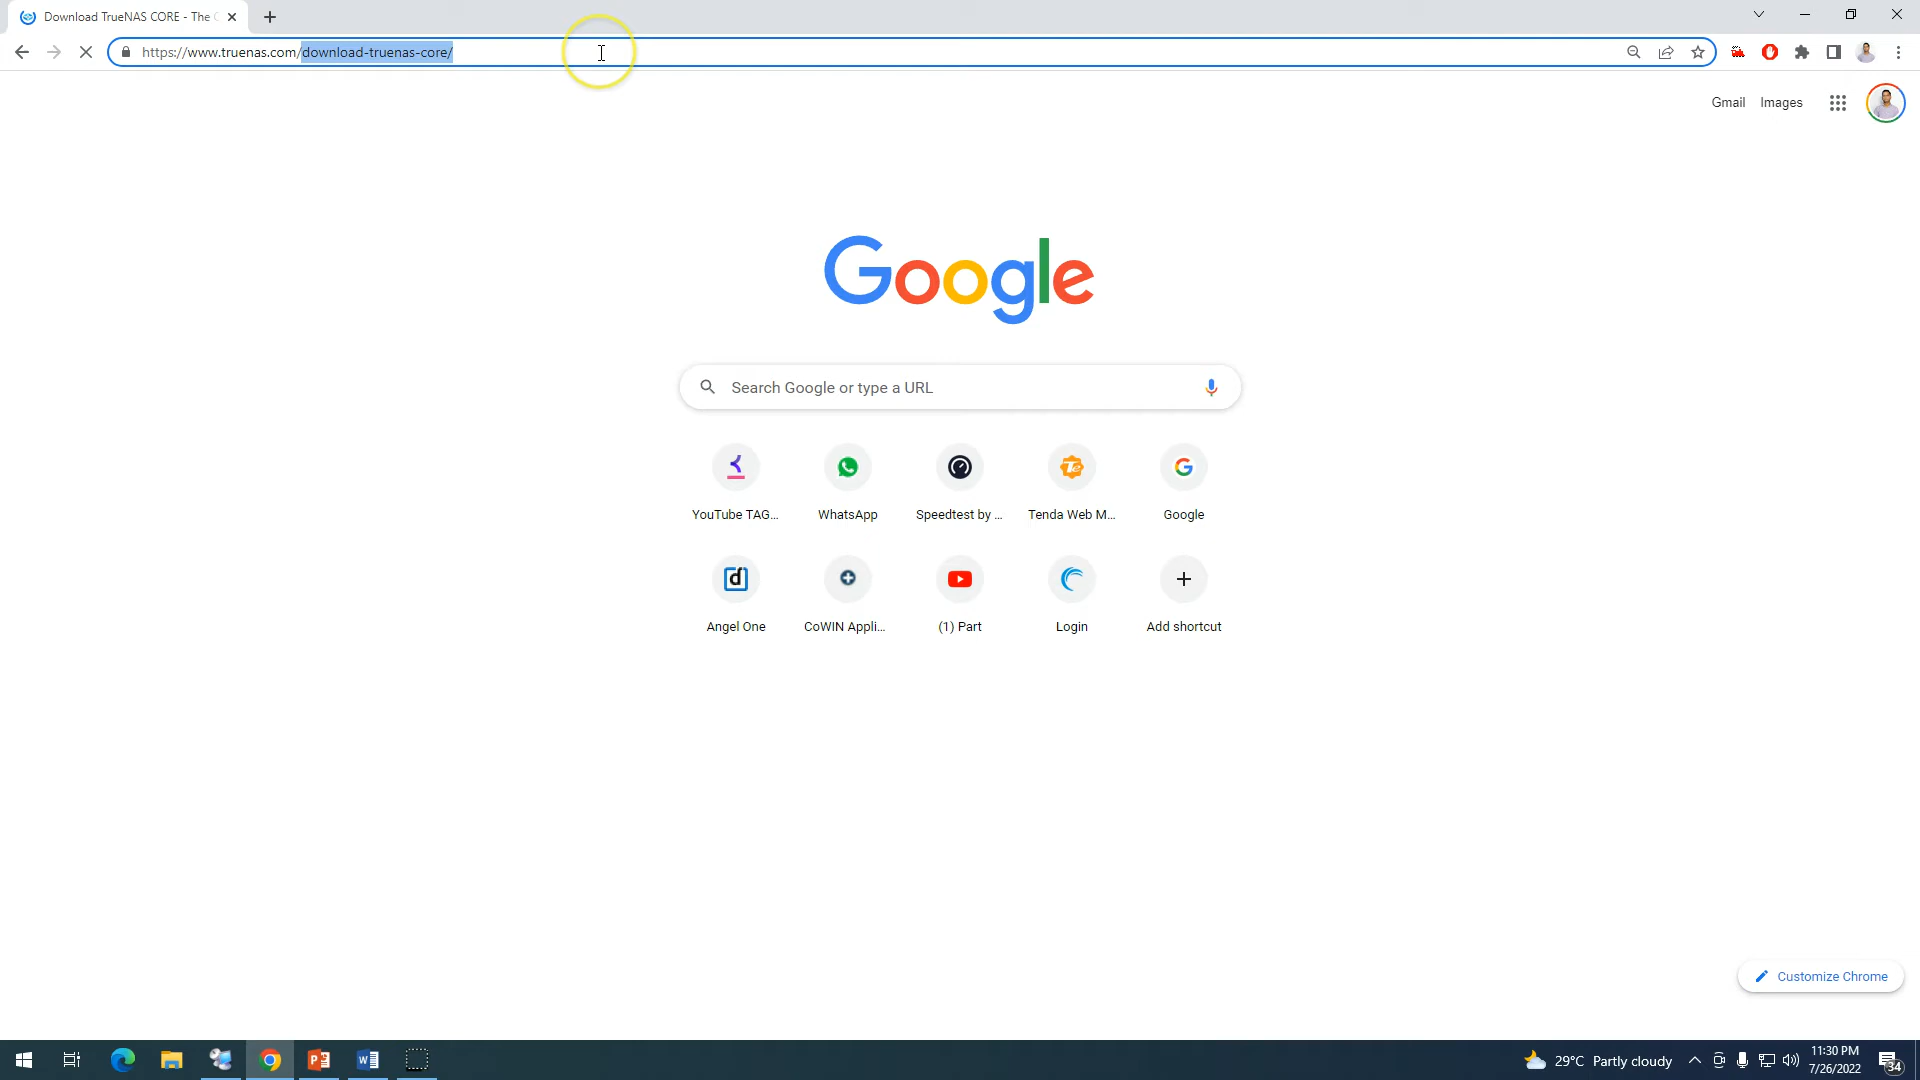 Download TrueNAS CORE - The C
https://www.truenas.com/download-truenas-core/
Gmail Images
Google
Search Google or type a URL
YouTube TAG... WhatsApp Speedtest by ... Tenda Web M... Google
Angel One CoWIN Appli... (1) Part Login Add shortcut
Customize Chrome
29°C Partly cloudy
11:30 PM
7/26/2022
34